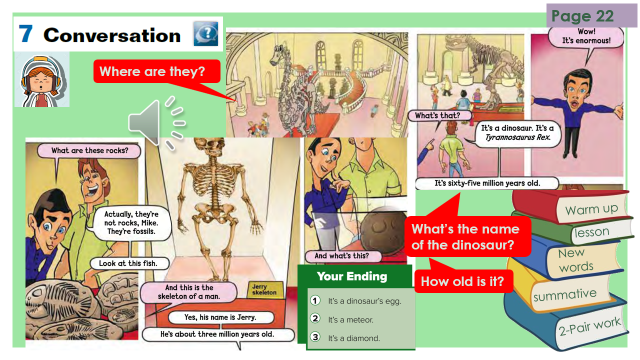 Page 22
7 Conversation
Where are they?
Wow!
It's enormous!
What's that?
It's a dinosaur. It's a
Tyrannosaurus Rex.
It's sixty-five million years old.
What are these rocks?
Actually, they're
not rocks, Mike.
They're fossils.
Look at this fish.
And this is the
skeleton of a man.
Jerry
skeleton
Yes, his name is Jerry.
He's about three million years old.
And what's this?
Your Ending
1 It's a dinosaur's egg.
2 It's a meteor.
3 It's a diamond.
What's the name
of the dinosaur?
How old is it?
Warm up
lesson
New
words
summative
2-Pair work